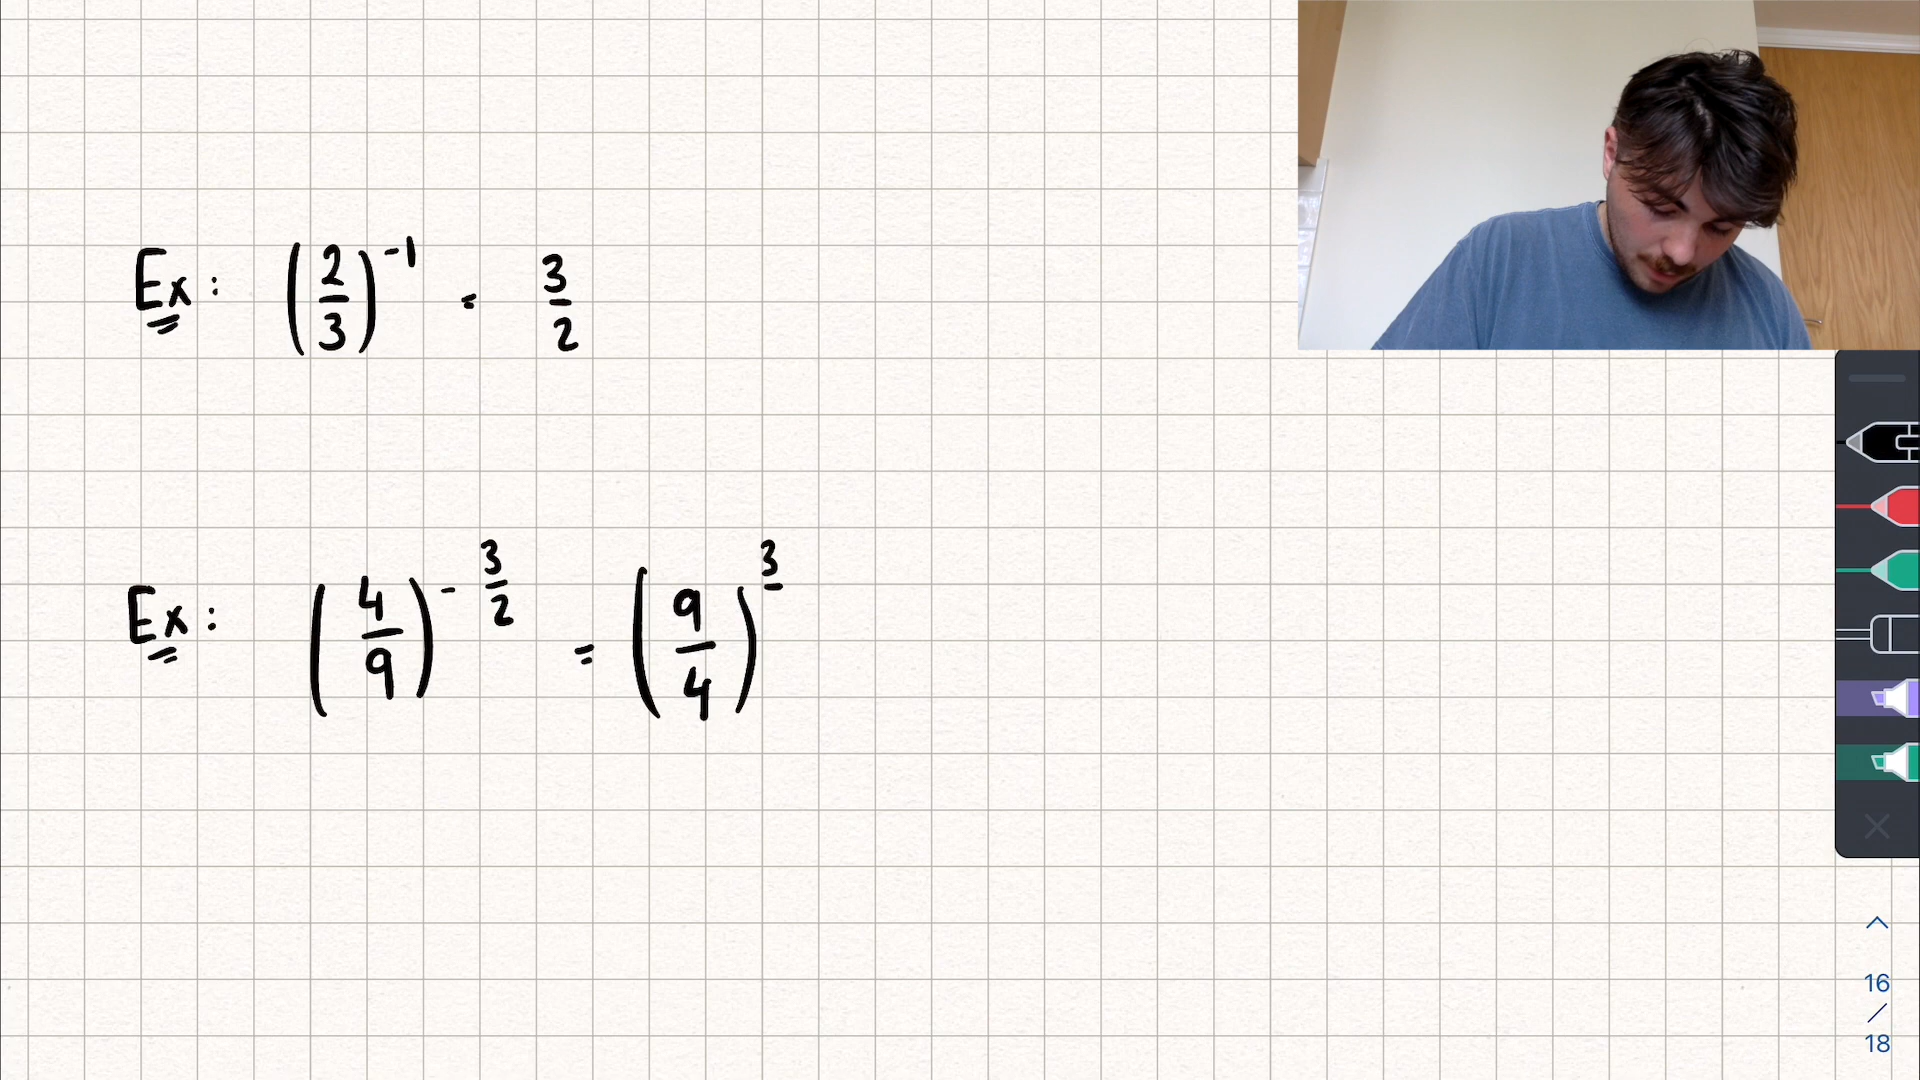 Ex: (2/3)^-1 = 3/2
Ex: (4/9)^-3/2 = (9/4)^3/
16
/
18